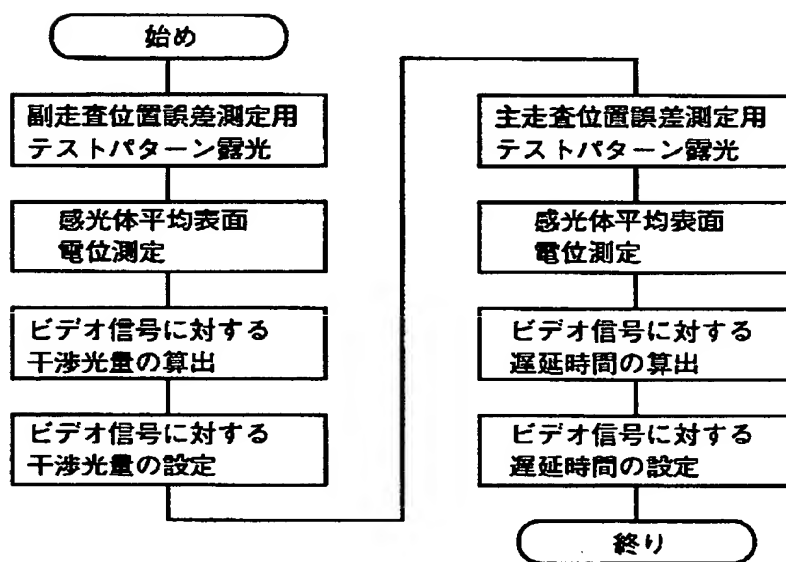 始め
副走査位置誤差測定用
テストパターン露光
感光体平均表面
電位測定
ビデオ信号に対する
干渉光量の算出
ビデオ信号に対する
干渉光量の設定
主走査位置誤差測定用
テストパターン露光
感光体平均表面
電位測定
ビデオ信号に対する
遅延時間の算出
ビデオ信号に対する
遅延時間の設定
終り